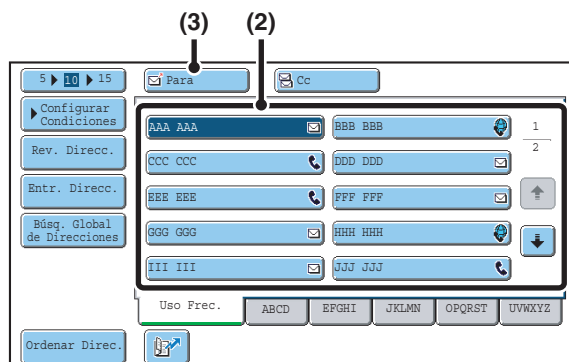 (3) (2)
5 10 15
Para
Cc
Configurar
Condiciones
Rev. Direcc.
Entr. Direcc.
Búsq. Global
de Direcciones
AAA AAA
BBB BBB
CCC CCC
DDD DDD
EEE EEE
FFF FFF
GGG GGG
HHH HHH
III III
JJJ JJJ
1
2
Uso Frec.
ABCD
EFGHI
JKLMN
OPQRST
UVWXYZ
Ordenar Direc.